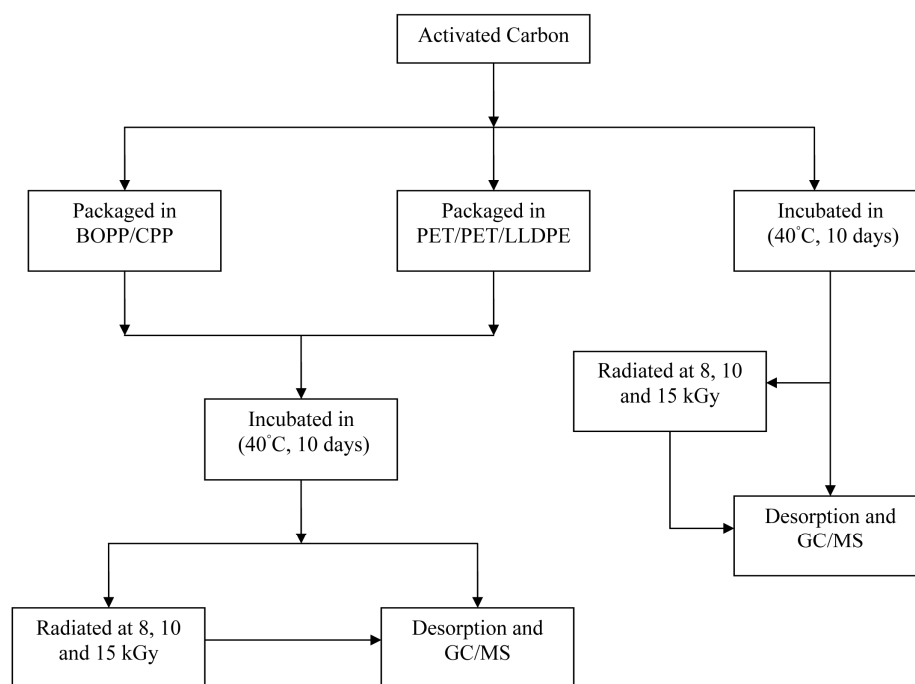 Activated Carbon
Packaged in
BOPP/CPP
Packaged in
PET/PET/LLDPE
Incubated in
(40°C, 10 days)
Radiated at 8, 10
and 15 kGy
Incubated in
(40°C, 10 days)
Desorption and
GC/MS
Radiated at 8, 10
and 15 kGy
Desorption and
GC/MS